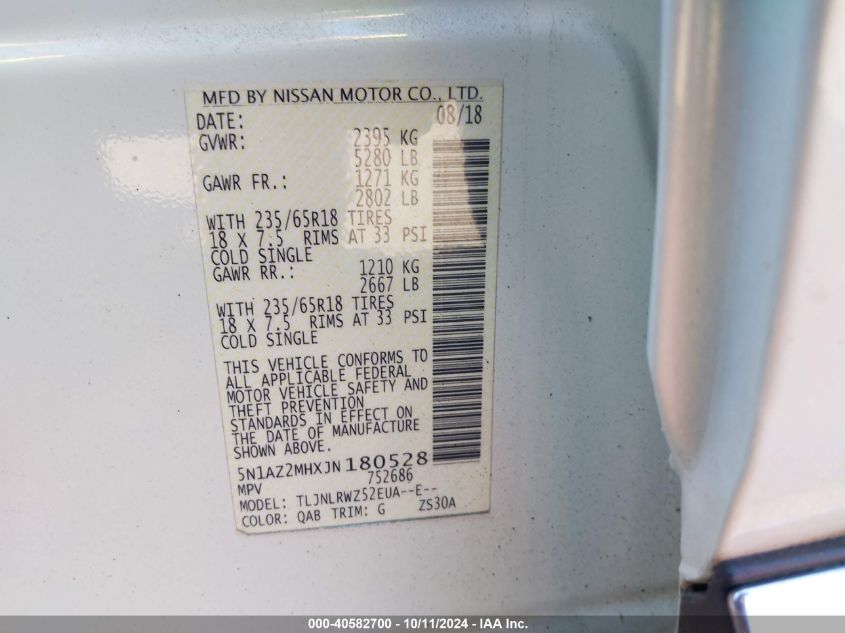 MFD BY NISSAN MOTOR CO., LTD.
DATE: 08/18
GVWR: 2395 KG
5280 LB
GAWR FR.: 1271 KG
2802 LB
WITH 235/65R18 TIRES
18 X 7.5 RIMS AT 33 PSI
COLD SINGLE
GAWR RR.: 1210 KG
2667 LB
WITH 235/65R18 TIRES
18 X 7.5 RIMS AT 33 PSI
COLD SINGLE
THIS VEHICLE CONFORMS TO
ALL APPLICABLE FEDERAL
MOTOR VEHICLE SAFETY AND
THEFT PREVENTION
STANDARDS IN EFFECT ON
THE DATE OF MANUFACTURE
SHOWN ABOVE.
5N1AZ2MHXJN180528
MPV 752686
MODEL: TLJNLRWZ52EUA--E--
COLOR: QAB TRIM: G ZS30A
000-40582700 - 10/11/2024 - IAA Inc.